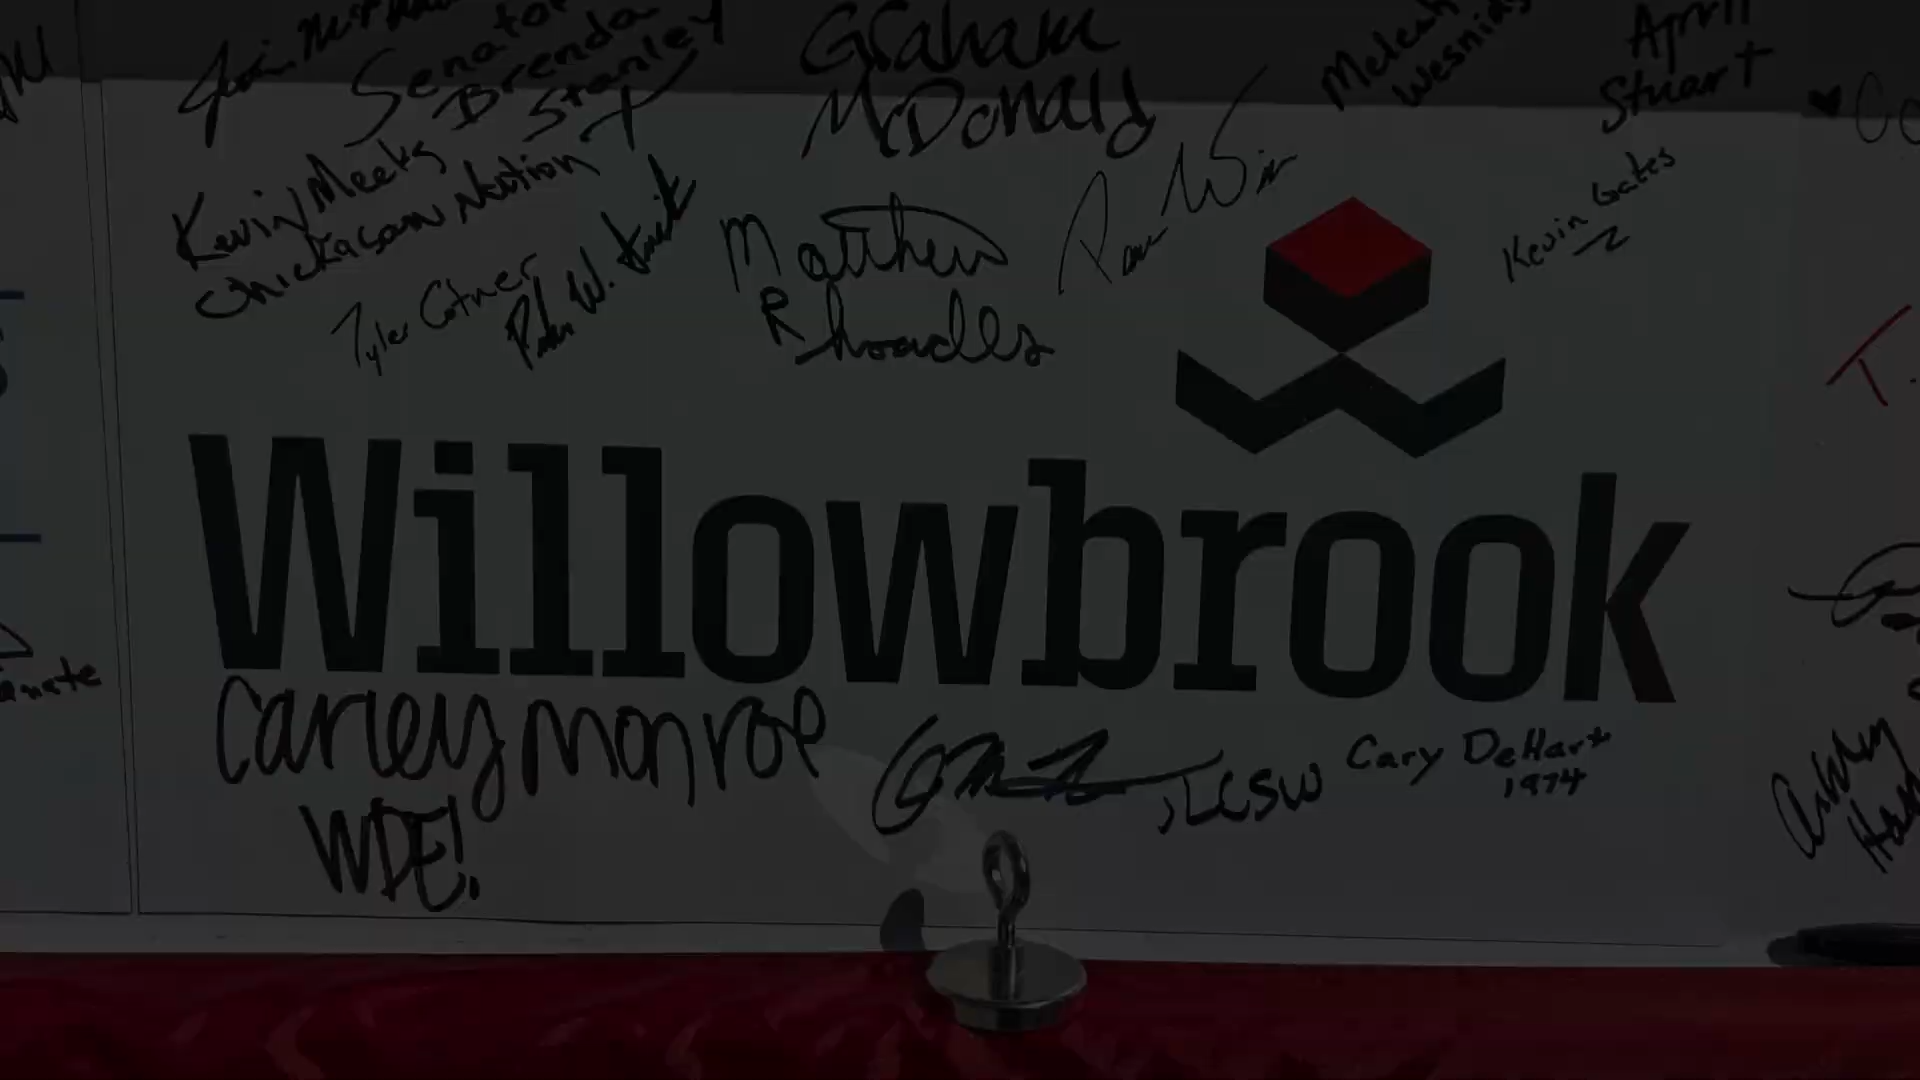 Senator
Brenda
Stanley
Graham
McDonald
April
Stuart
Kevin Meeks
Chickasaw Nation
Tyler Cotner
Matthew
Rhoades
Kevin Gates
T.
Willowbrook
Carley Monroe
WDE!
, LCSW
Cary DeHart
1974
Ashley